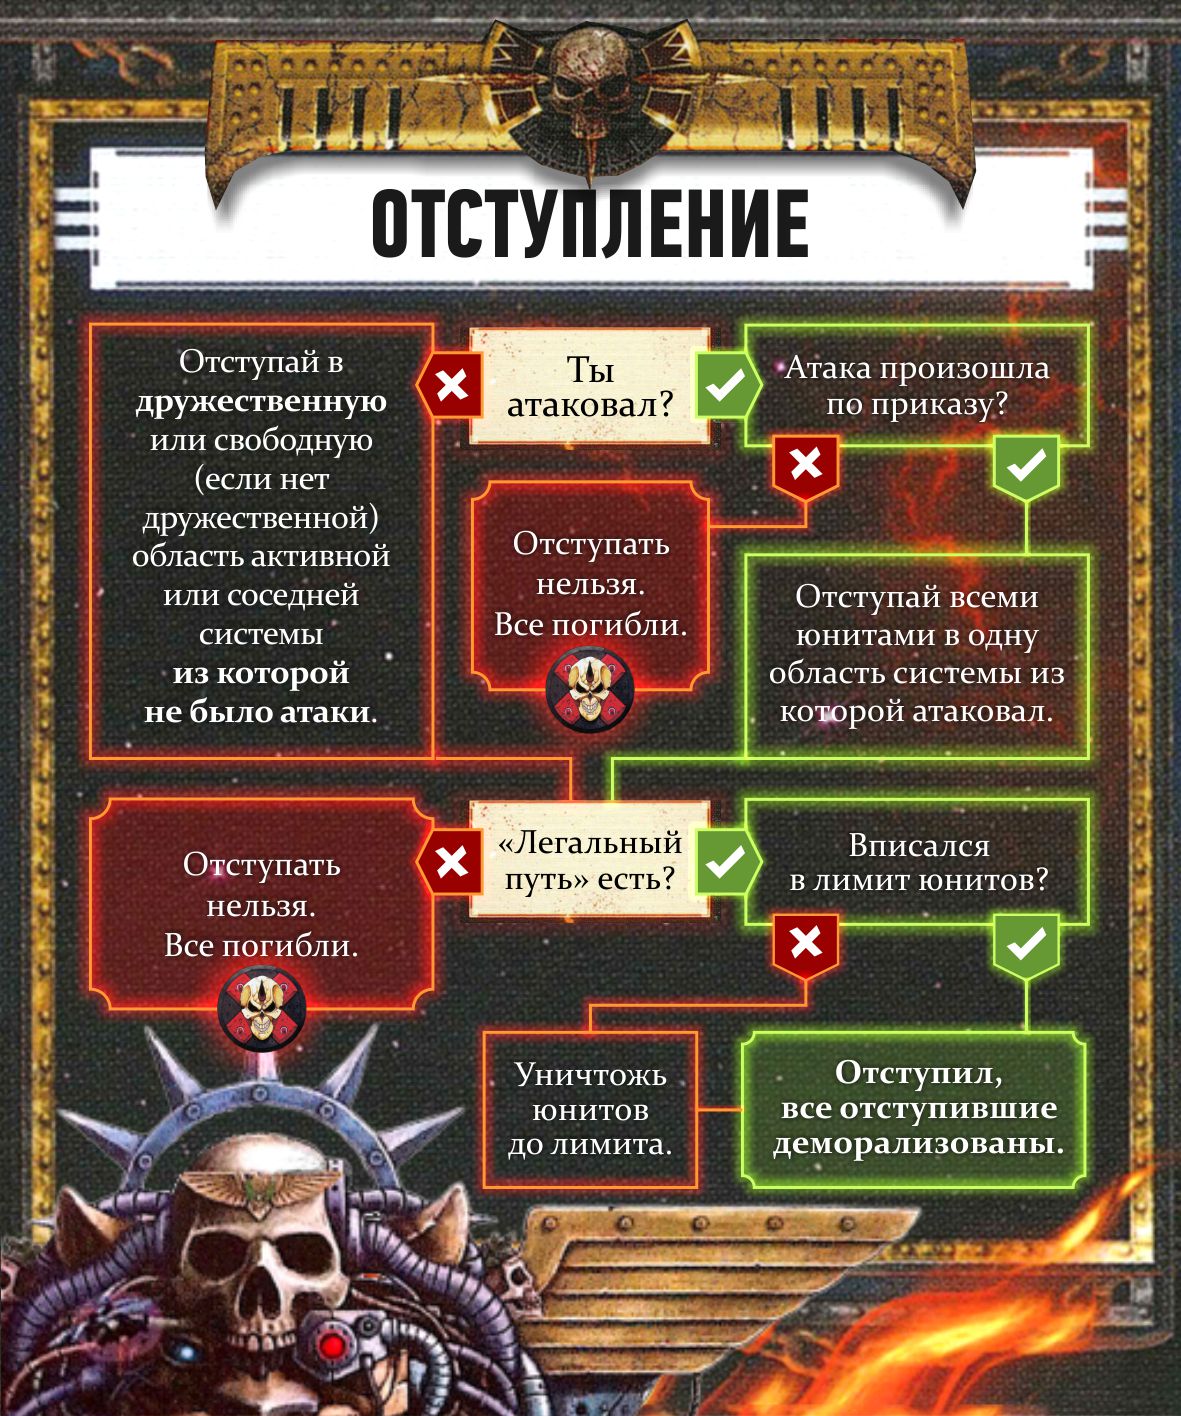 ОТСТУПЛЕНИЕ
Ты
атаковал?
Отступай в
дружественную
или свободную
(если нет
дружественной)
область активной
или соседней
системы
из которой
не было атаки.
Атака произошла
по приказу?
Отступать
нельзя.
Все погибли.
Отступай всеми
юнитами в одну
область системы из
которой атаковал.
«Легальный
путь» есть?
Отступать
нельзя.
Все погибли.
Вписался
в лимит юнитов?
Уничтожь
юнитов
до лимита.
Отступил,
все отступившие
деморализованы.